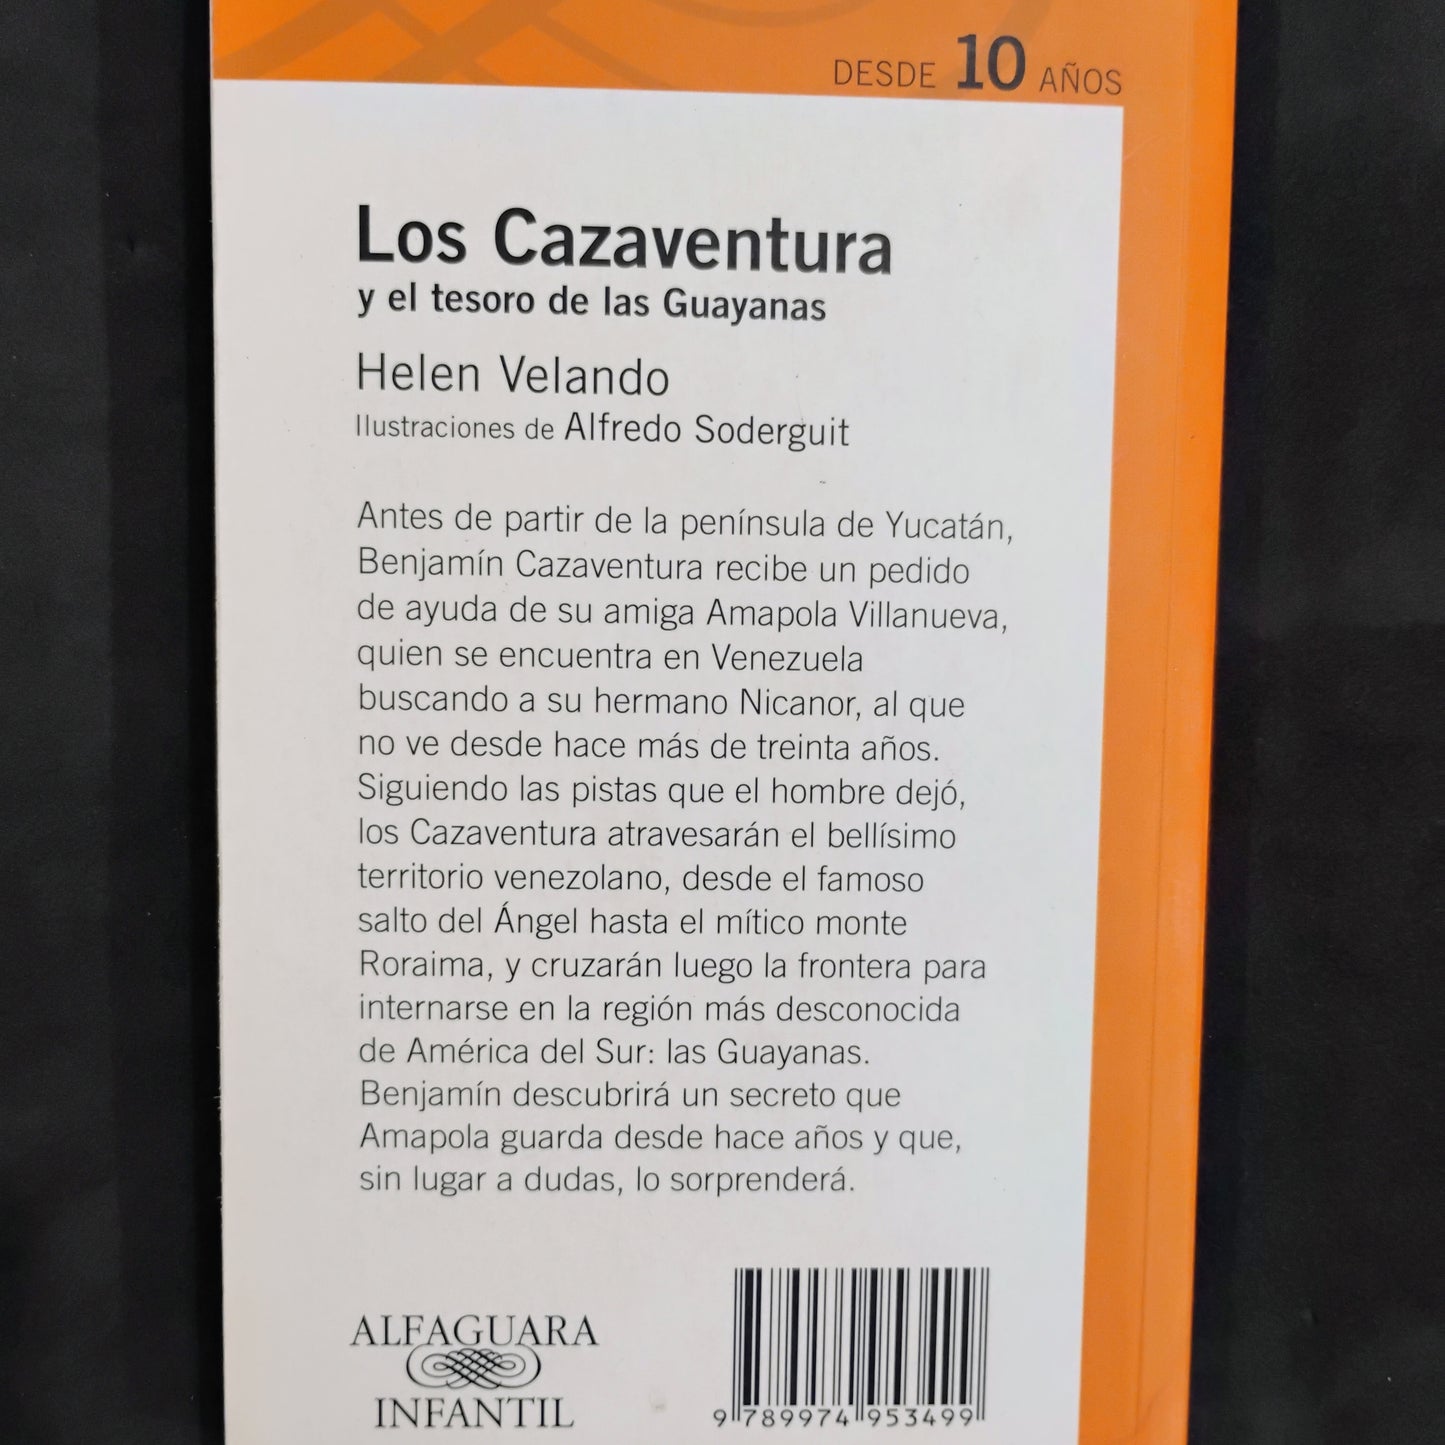 DESDE 10 AÑOS
Los Cazaventura
y el tesoro de las Guayanas
Helen Velando
Ilustraciones de Alfredo Soderguit
Antes de partir de la península de Yucatán,
Benjamín Cazaventura recibe un pedido
de ayuda de su amiga Amapola Villanueva,
quien se encuentra en Venezuela
buscando a su hermano Nicanor, al que
no ve desde hace más de treinta años.
Siguiendo las pistas que el hombre dejó,
los Cazaventura atravesarán el bellísimo
territorio venezolano, desde el famoso
salto del Ángel hasta el mítico monte
Roraima, y cruzarán luego la frontera para
internarse en la región más desconocida
de América del Sur: las Guayanas.
Benjamín descubrirá un secreto que
Amapola guarda desde hace años y que,
sin lugar a dudas, lo sorprenderá.
ALFAGUARA
INFANTIL
9 789974 953499